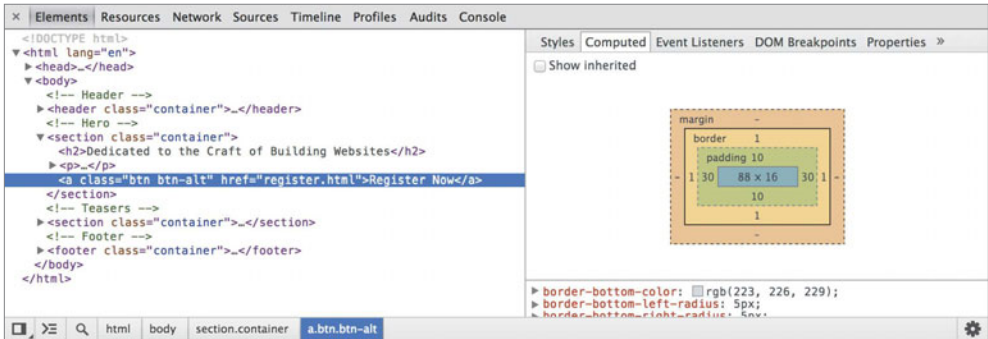 × Elements Resources Network Sources Timeline Profiles Audits Console
<!DOCTYPE html>
▼<html lang="en">
▶<head>…</head>
▼<body>
<!-- Header -->
▶<header class="container">…</header>
<!-- Hero -->
▼<section class="container">
<h2>Dedicated to the Craft of Building Websites</h2>
▶<p>…</p>
<a class="btn btn-alt" href="register.html">Register Now</a>
</section>
<!-- Teasers -->
▶<section class="container">…</section>
<!-- Footer -->
▶<footer class="container">…</footer>
</body>
</html>
Styles Computed Event Listeners DOM Breakpoints Properties »
Show inherited
margin -
border 1
padding 10
- 1 30 88 × 16 30 1 -
10
1
-
▶ border-bottom-color: rgb(223, 226, 229);
▶ border-bottom-left-radius: 5px;
▶ border-bottom-right-radius: 5px;
html body section.container a.btn.btn-alt